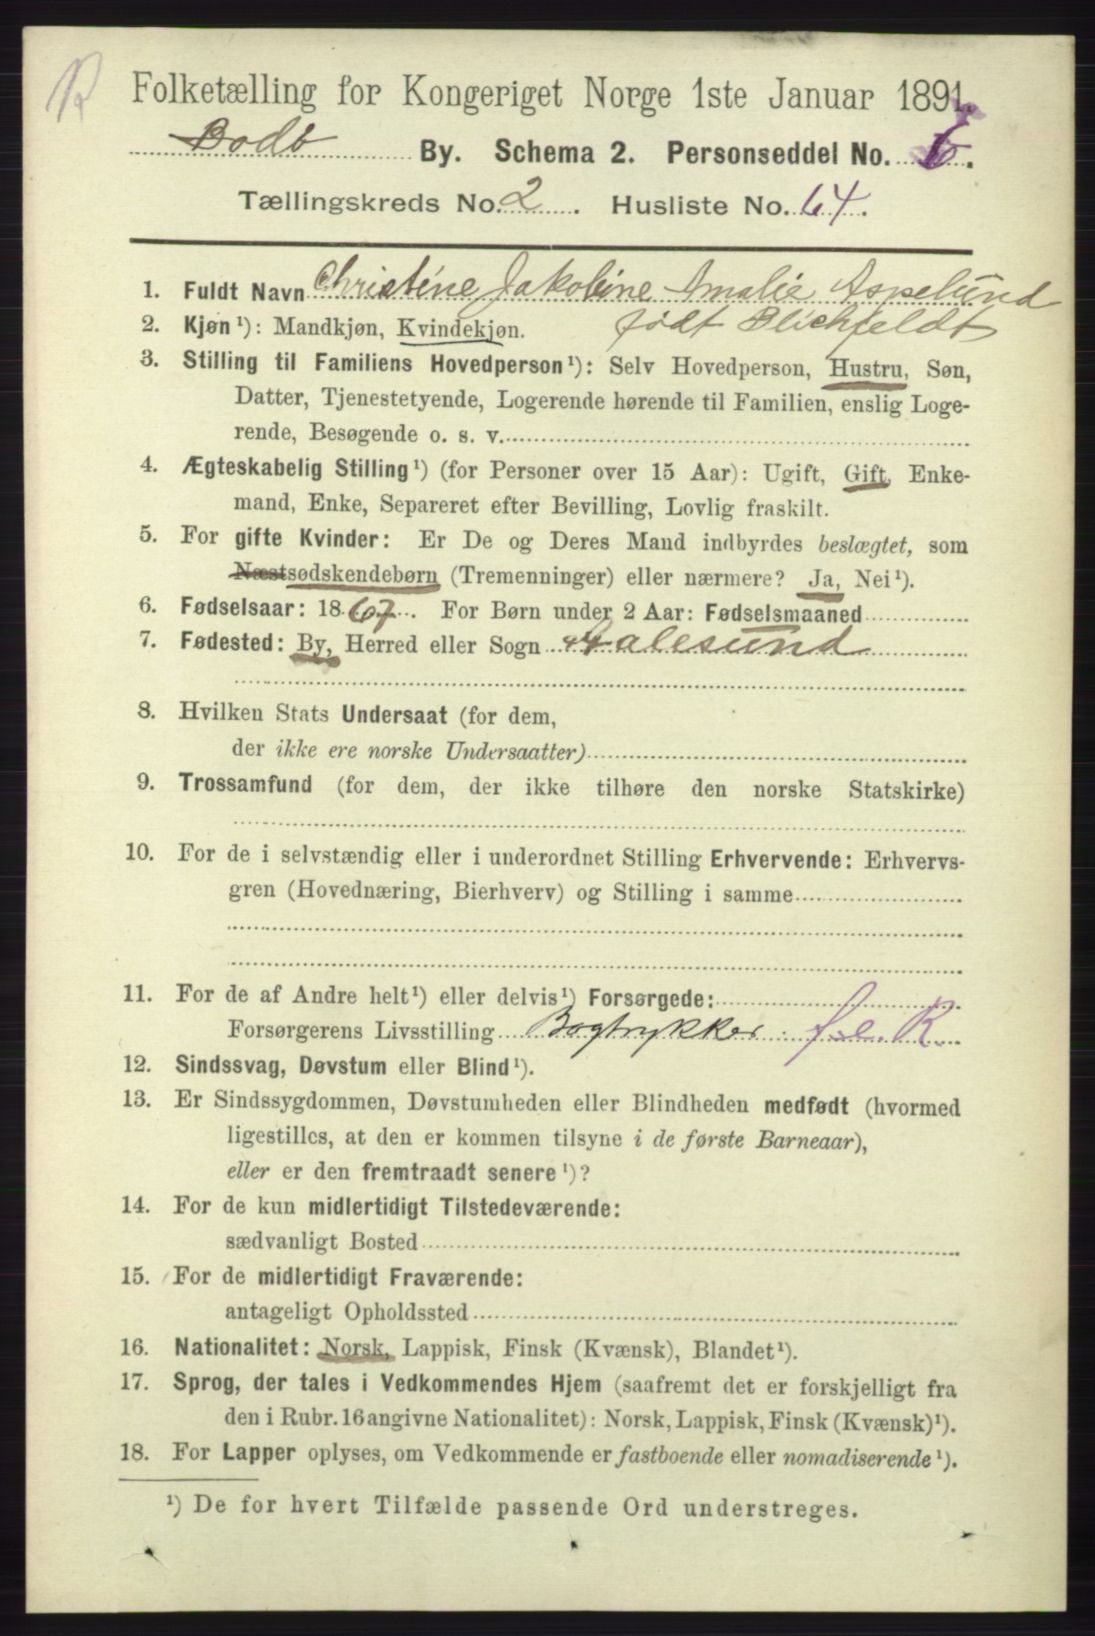 R
Folketælling for Kongeriget Norge 1ste Januar 1891.
Bodö By. Schema 2. Personseddel No. 6.
Tællingskreds No. 2. Husliste No. 64.
1. Fuldt Navn Christine Jakobine Amalie Aspelund
født Blichfeldt
2. Kjøn¹): Mandkjøn, Kvindekjøn.
3. Stilling til Familiens Hovedperson¹): Selv Hovedperson, Hustru, Søn,
Datter, Tjenestetyende, Logerende hørende til Familien, enslig Loge-
rende, Besøgende o. s. v.
4. Ægteskabelig Stilling¹) (for Personer over 15 Aar): Ugift, Gift, Enke-
mand, Enke, Separeret efter Bevilling, Lovlig fraskilt.
5. For gifte Kvinder: Er De og Deres Mand indbyrdes beslægtet, som
Næstsødskendebørn (Tremenninger) eller nærmere? Ja, Nei¹).
6. Fødselsaar: 1867. For Børn under 2 Aar: Fødselsmaaned
7. Fødested: By, Herred eller Sogn Aalesund
8. Hvilken Stats Undersaat (for dem,
der ikke ere norske Undersaatter)
9. Trossamfund (for dem, der ikke tilhøre den norske Statskirke)
10. For de i selvstændig eller i underordnet Stilling Erhvervende: Erhvervs-
gren (Hovednæring, Bierhverv) og Stilling i samme
11. For de af Andre helt¹) eller delvis¹) Forsørgede:
Forsørgerens Livsstilling Bogtrykker. f.e. R.
12. Sindssvag, Døvstum eller Blind¹).
13. Er Sindssygdommen, Døvstumheden eller Blindheden medfødt (hvormed
ligestilles, at den er kommen tilsyne i de første Barneaar),
eller er den fremtraadt senere¹)?
14. For de kun midlertidigt Tilstedeværende:
sædvanligt Bosted
15. For de midlertidigt Fraværende:
antageligt Opholdssted
16. Nationalitet: Norsk, Lappisk, Finsk (Kvænsk), Blandet¹).
17. Sprog, der tales i Vedkommendes Hjem (saafremt det er forskjelligt fra
den i Rubr. 16 angivne Nationalitet): Norsk, Lappisk, Finsk (Kvænsk)¹).
18. For Lapper oplyses, om Vedkommende er fastboende eller nomadiserende¹).
¹) De for hvert Tilfælde passende Ord understreges.